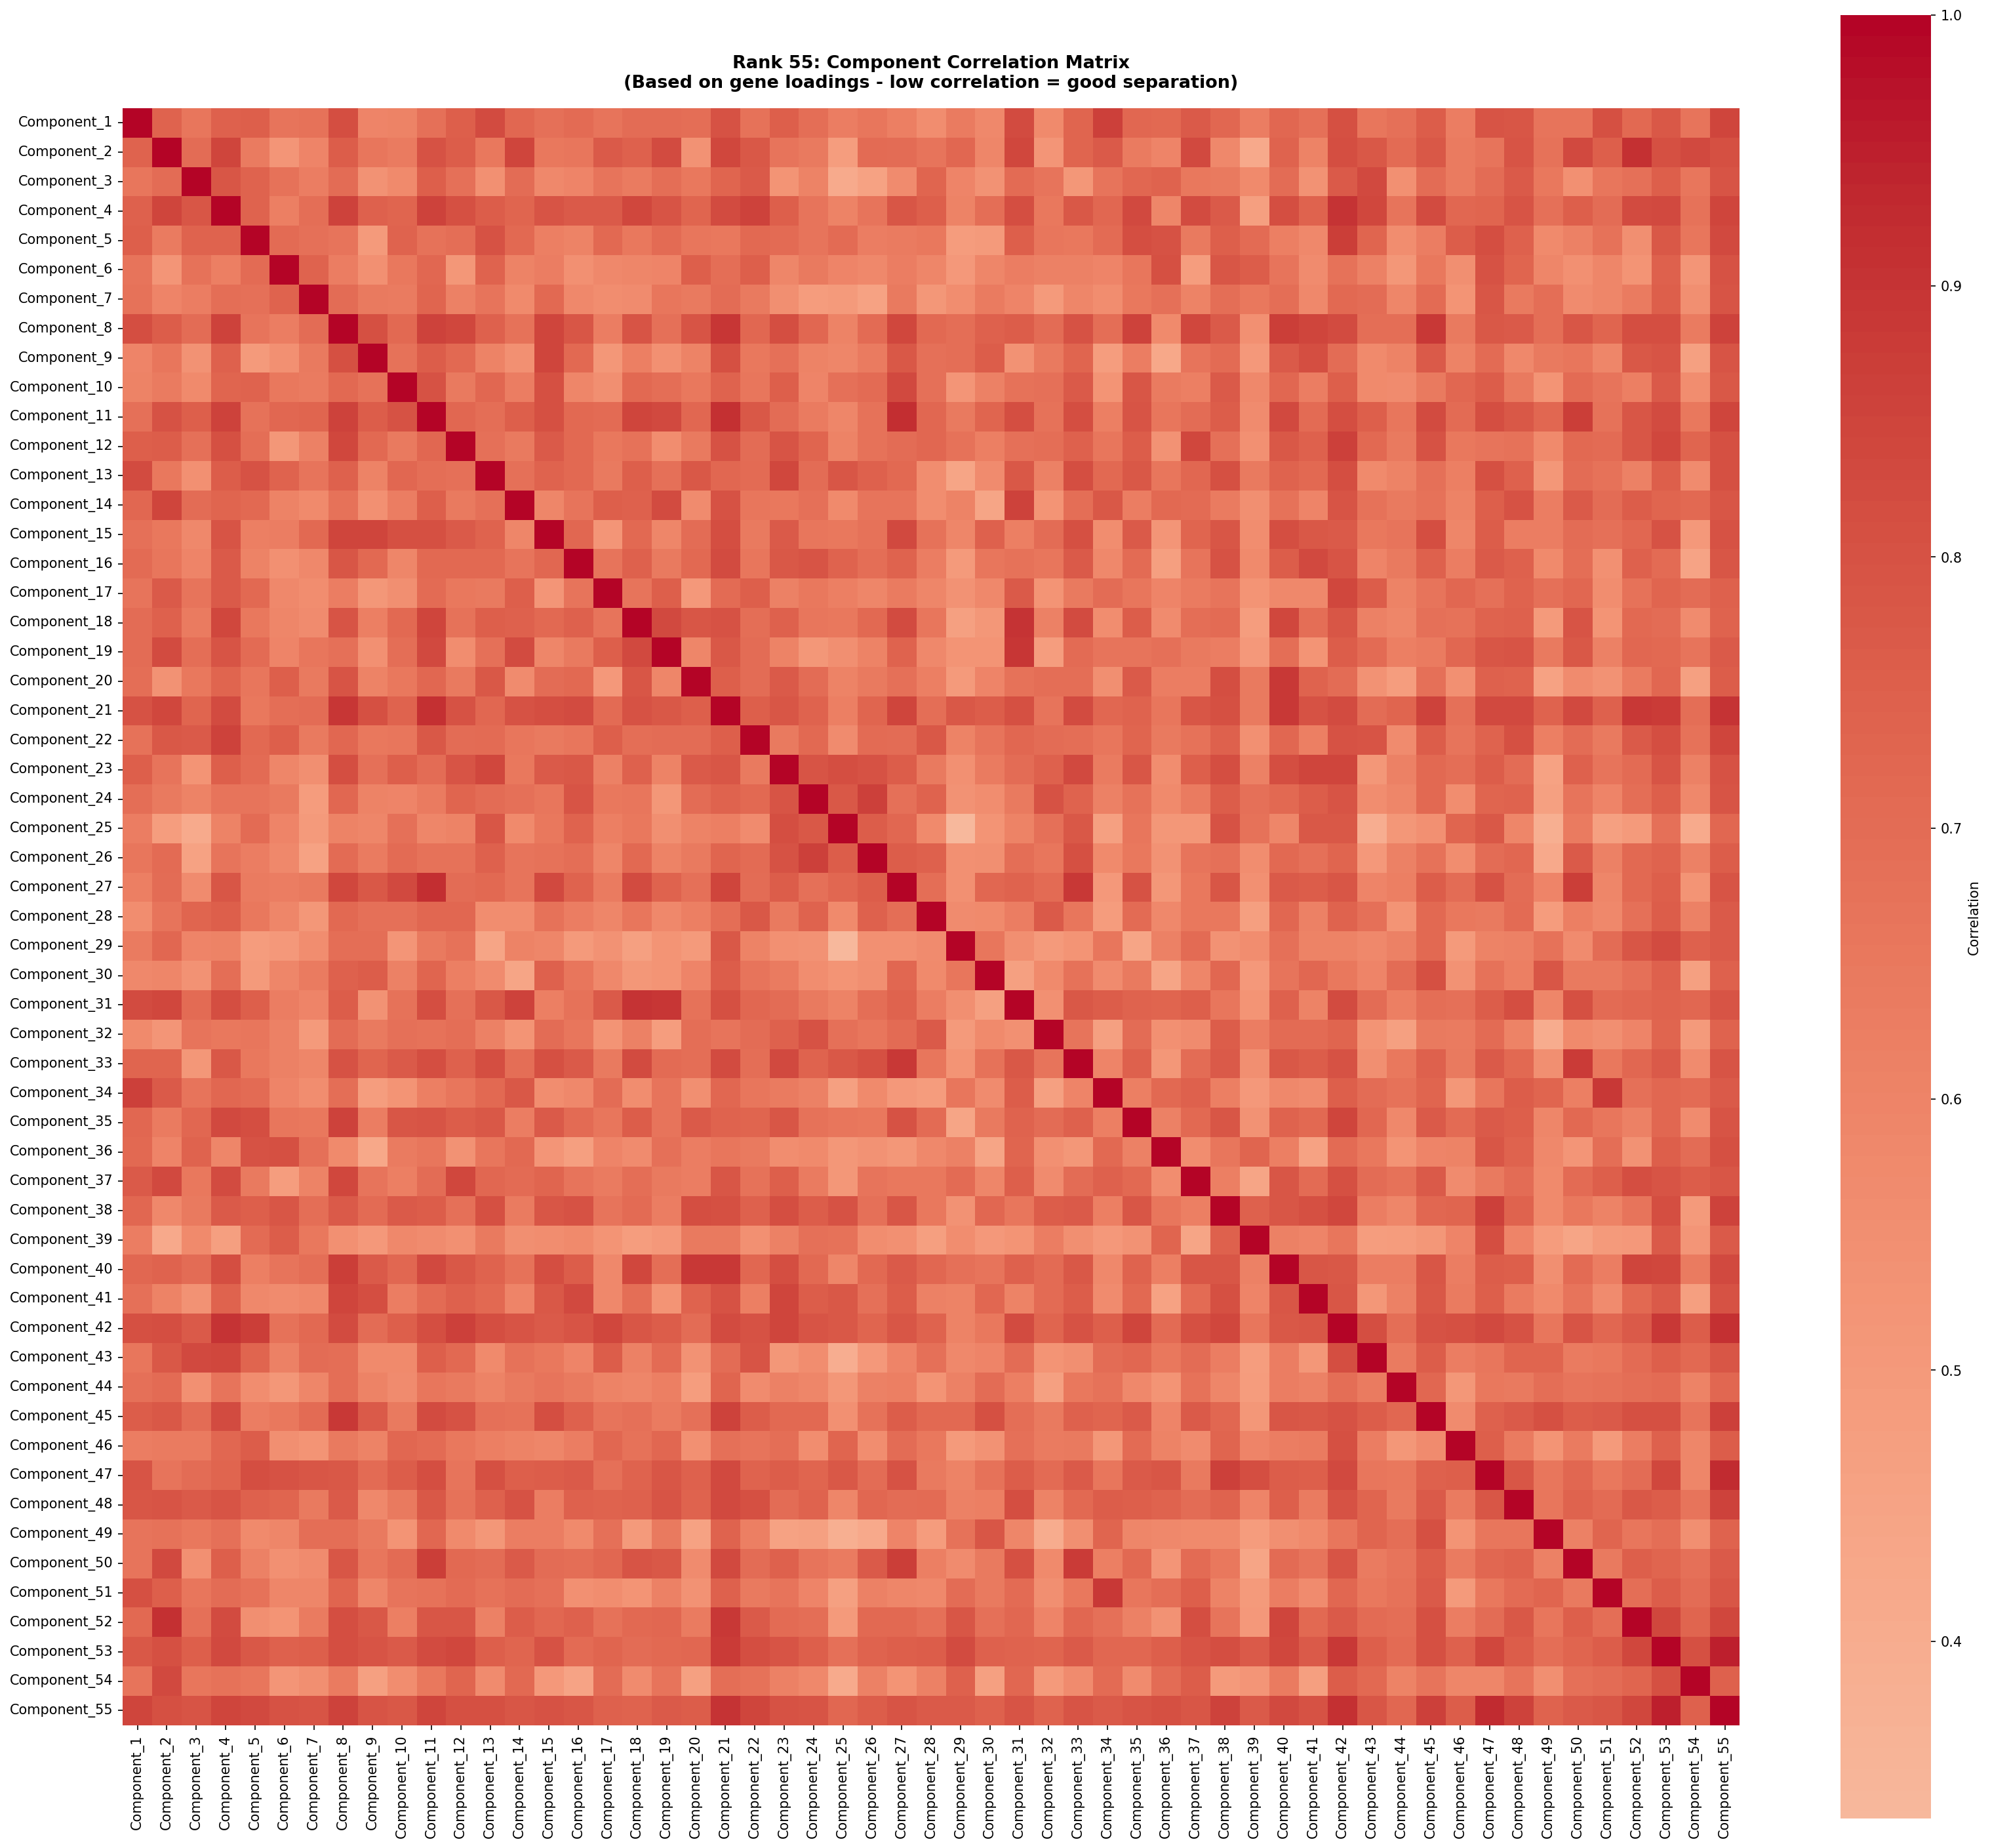 Rank 55: Component Correlation Matrix
(Based on gene loadings - low correlation = good separation)
Component_1
Component_2
Component_3
Component_4
Component_5
Component_6
Component_7
Component_8
Component_9
Component_10
Component_11
Component_12
Component_13
Component_14
Component_15
Component_16
Component_17
Component_18
Component_19
Component_20
Component_21
Component_22
Component_23
Component_24
Component_25
Component_26
Component_27
Component_28
Component_29
Component_30
Component_31
Component_32
Component_33
Component_34
Component_35
Component_36
Component_37
Component_38
Component_39
Component_40
Component_41
Component_42
Component_43
Component_44
Component_45
Component_46
Component_47
Component_48
Component_49
Component_50
Component_51
Component_52
Component_53
Component_54
Component_55
Component_1
Component_2
Component_3
Component_4
Component_5
Component_6
Component_7
Component_8
Component_9
Component_10
Component_11
Component_12
Component_13
Component_14
Component_15
Component_16
Component_17
Component_18
Component_19
Component_20
Component_21
Component_22
Component_23
Component_24
Component_25
Component_26
Component_27
Component_28
Component_29
Component_30
Component_31
Component_32
Component_33
Component_34
Component_35
Component_36
Component_37
Component_38
Component_39
Component_40
Component_41
Component_42
Component_43
Component_44
Component_45
Component_46
Component_47
Component_48
Component_49
Component_50
Component_51
Component_52
Component_53
Component_54
Component_55
1.0
0.9
0.8
0.7
0.6
0.5
0.4
Correlation